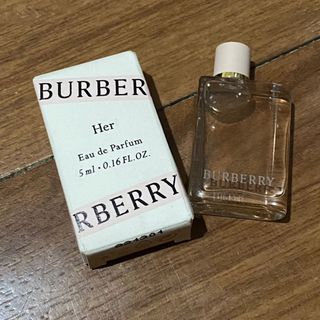 BURBER
Her
Eau de Parfum
5 ml · 0.16 FL.OZ.
RBERRY
BURBERRY